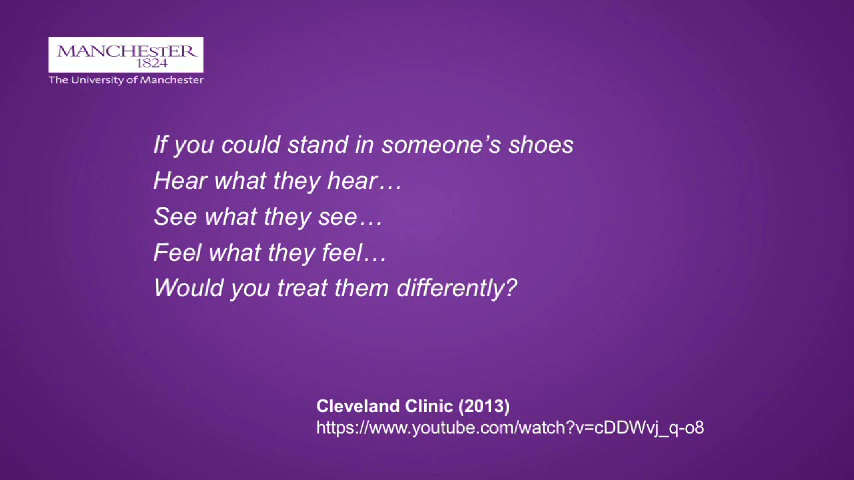 MANCHESTER
1824
The University of Manchester
If you could stand in someone’s shoes
Hear what they hear…
See what they see…
Feel what they feel…
Would you treat them differently?
Cleveland Clinic (2013)
https://www.youtube.com/watch?v=cDDWvj_q-o8